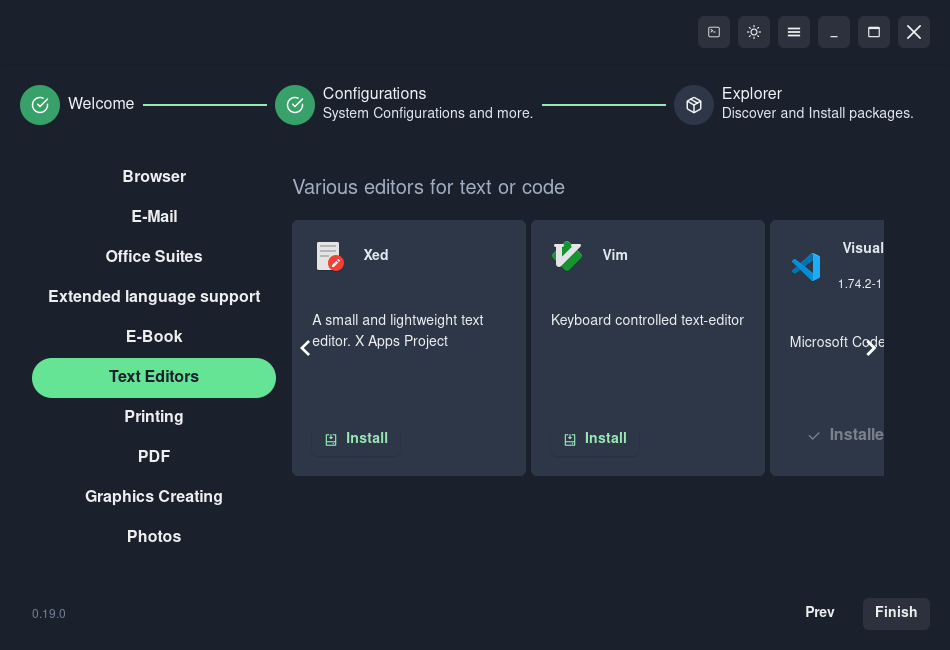 Welcome
Configurations
System Configurations and more.
Explorer
Discover and Install packages.
Browser
E-Mail
Office Suites
Extended language support
E-Book
Text Editors
Printing
PDF
Graphics Creating
Photos
Various editors for text or code
Xed
A small and lightweight text
editor. X Apps Project
Install
Vim
Keyboard controlled text-editor
Install
Visual
1.74.2-1
Microsoft Code
Installe
0.19.0
Prev
Finish